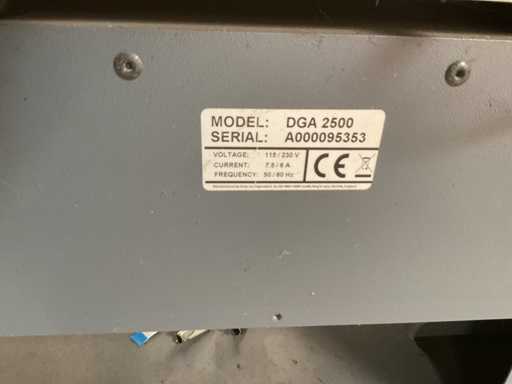 MODEL: DGA 2500
SERIAL: A000095353
VOLTAGE: 115 / 230 V
CURRENT: 7.5 / 6 A
FREQUENCY: 50 / 60 Hz
CE